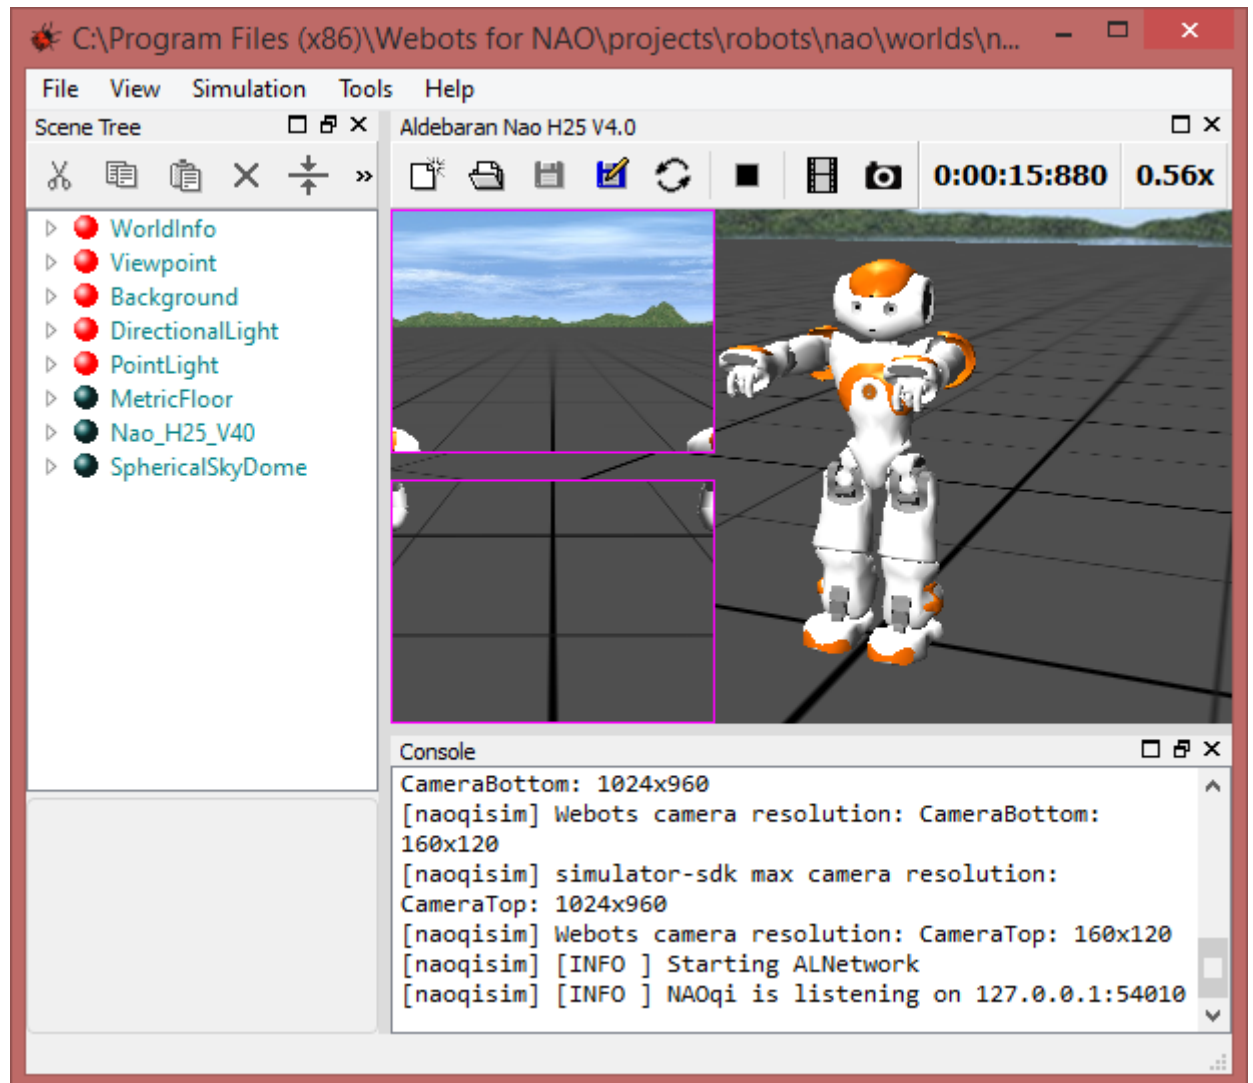 C:\Program Files (x86)\Webots for NAO\projects\robots\nao\worlds\n...
File View Simulation Tools Help
Scene Tree
Aldebaran Nao H25 V4.0
»
0:00:15:880 0.56x
WorldInfo
Viewpoint
Background
DirectionalLight
PointLight
MetricFloor
Nao_H25_V40
SphericalSkyDome
Console
CameraBottom: 1024x960
[naoqisim] Webots camera resolution: CameraBottom:
160x120
[naoqisim] simulator-sdk max camera resolution:
CameraTop: 1024x960
[naoqisim] Webots camera resolution: CameraTop: 160x120
[naoqisim] [INFO ] Starting ALNetwork
[naoqisim] [INFO ] NAOqi is listening on 127.0.0.1:54010